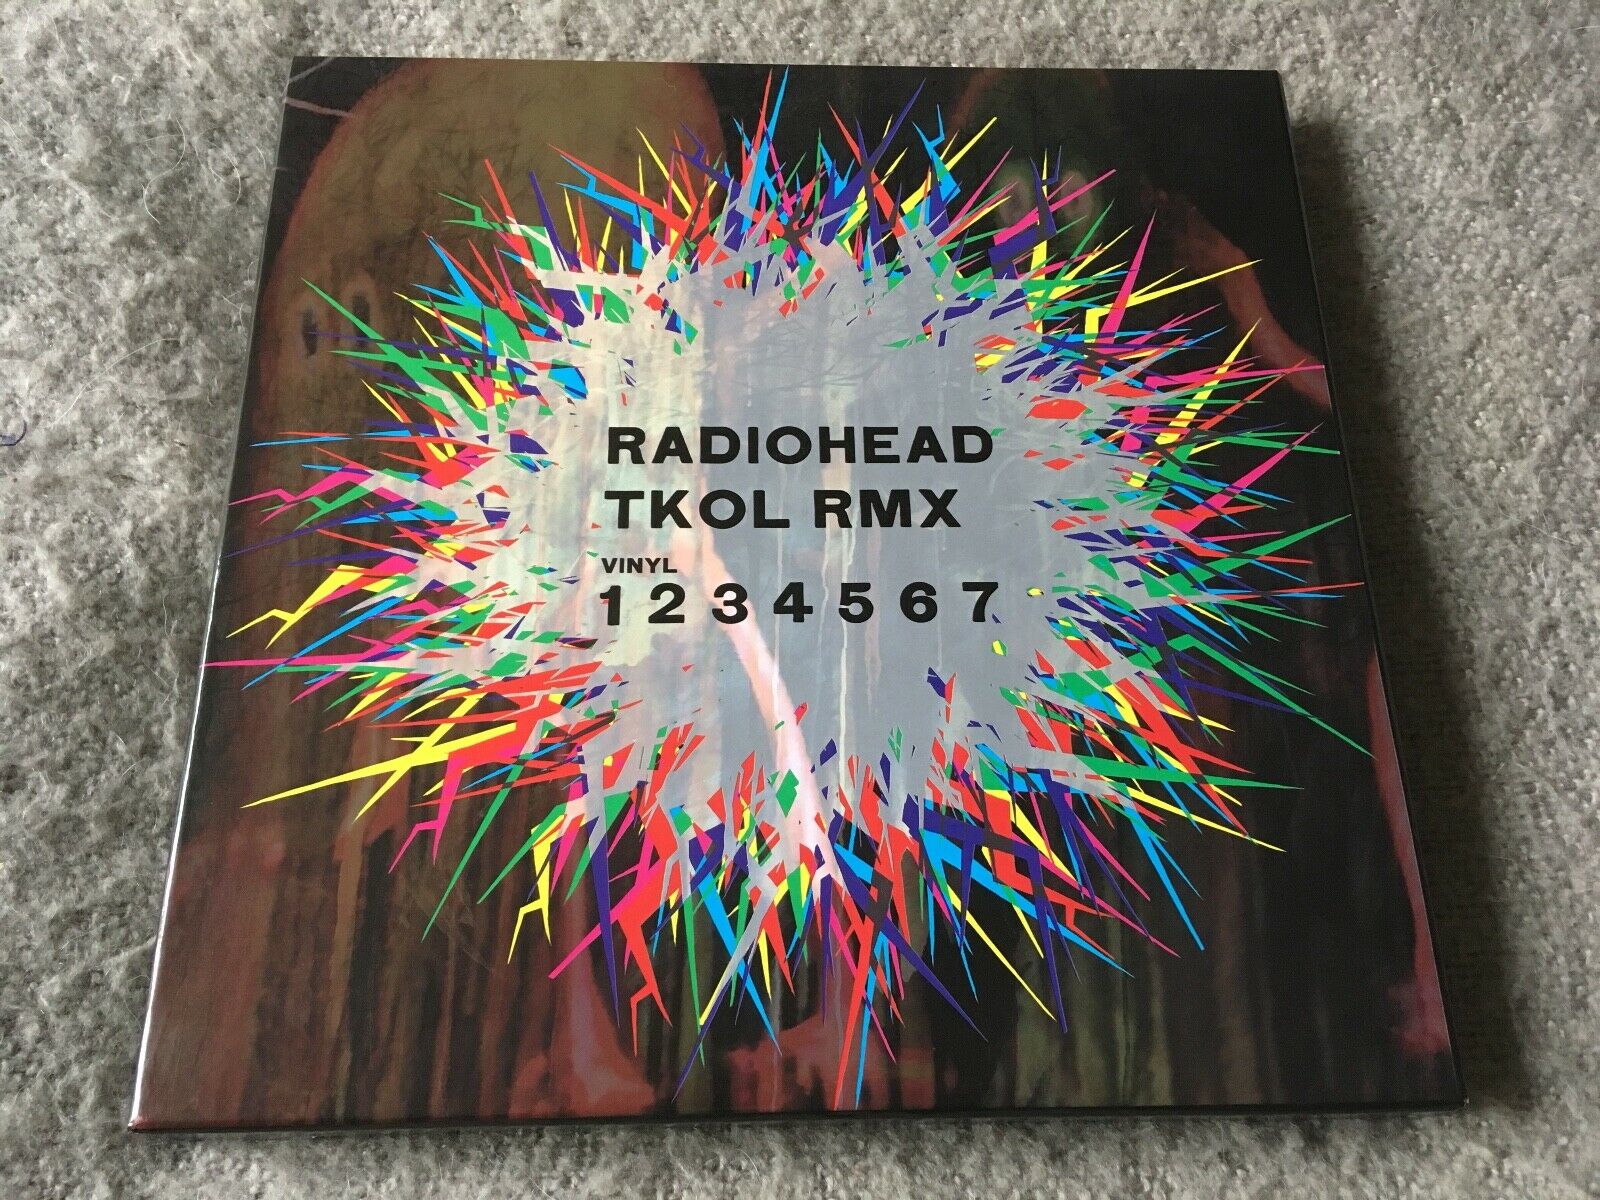 RADIOHEAD
TKOL RMX
VINYL
1 2 3 4 5 6 7